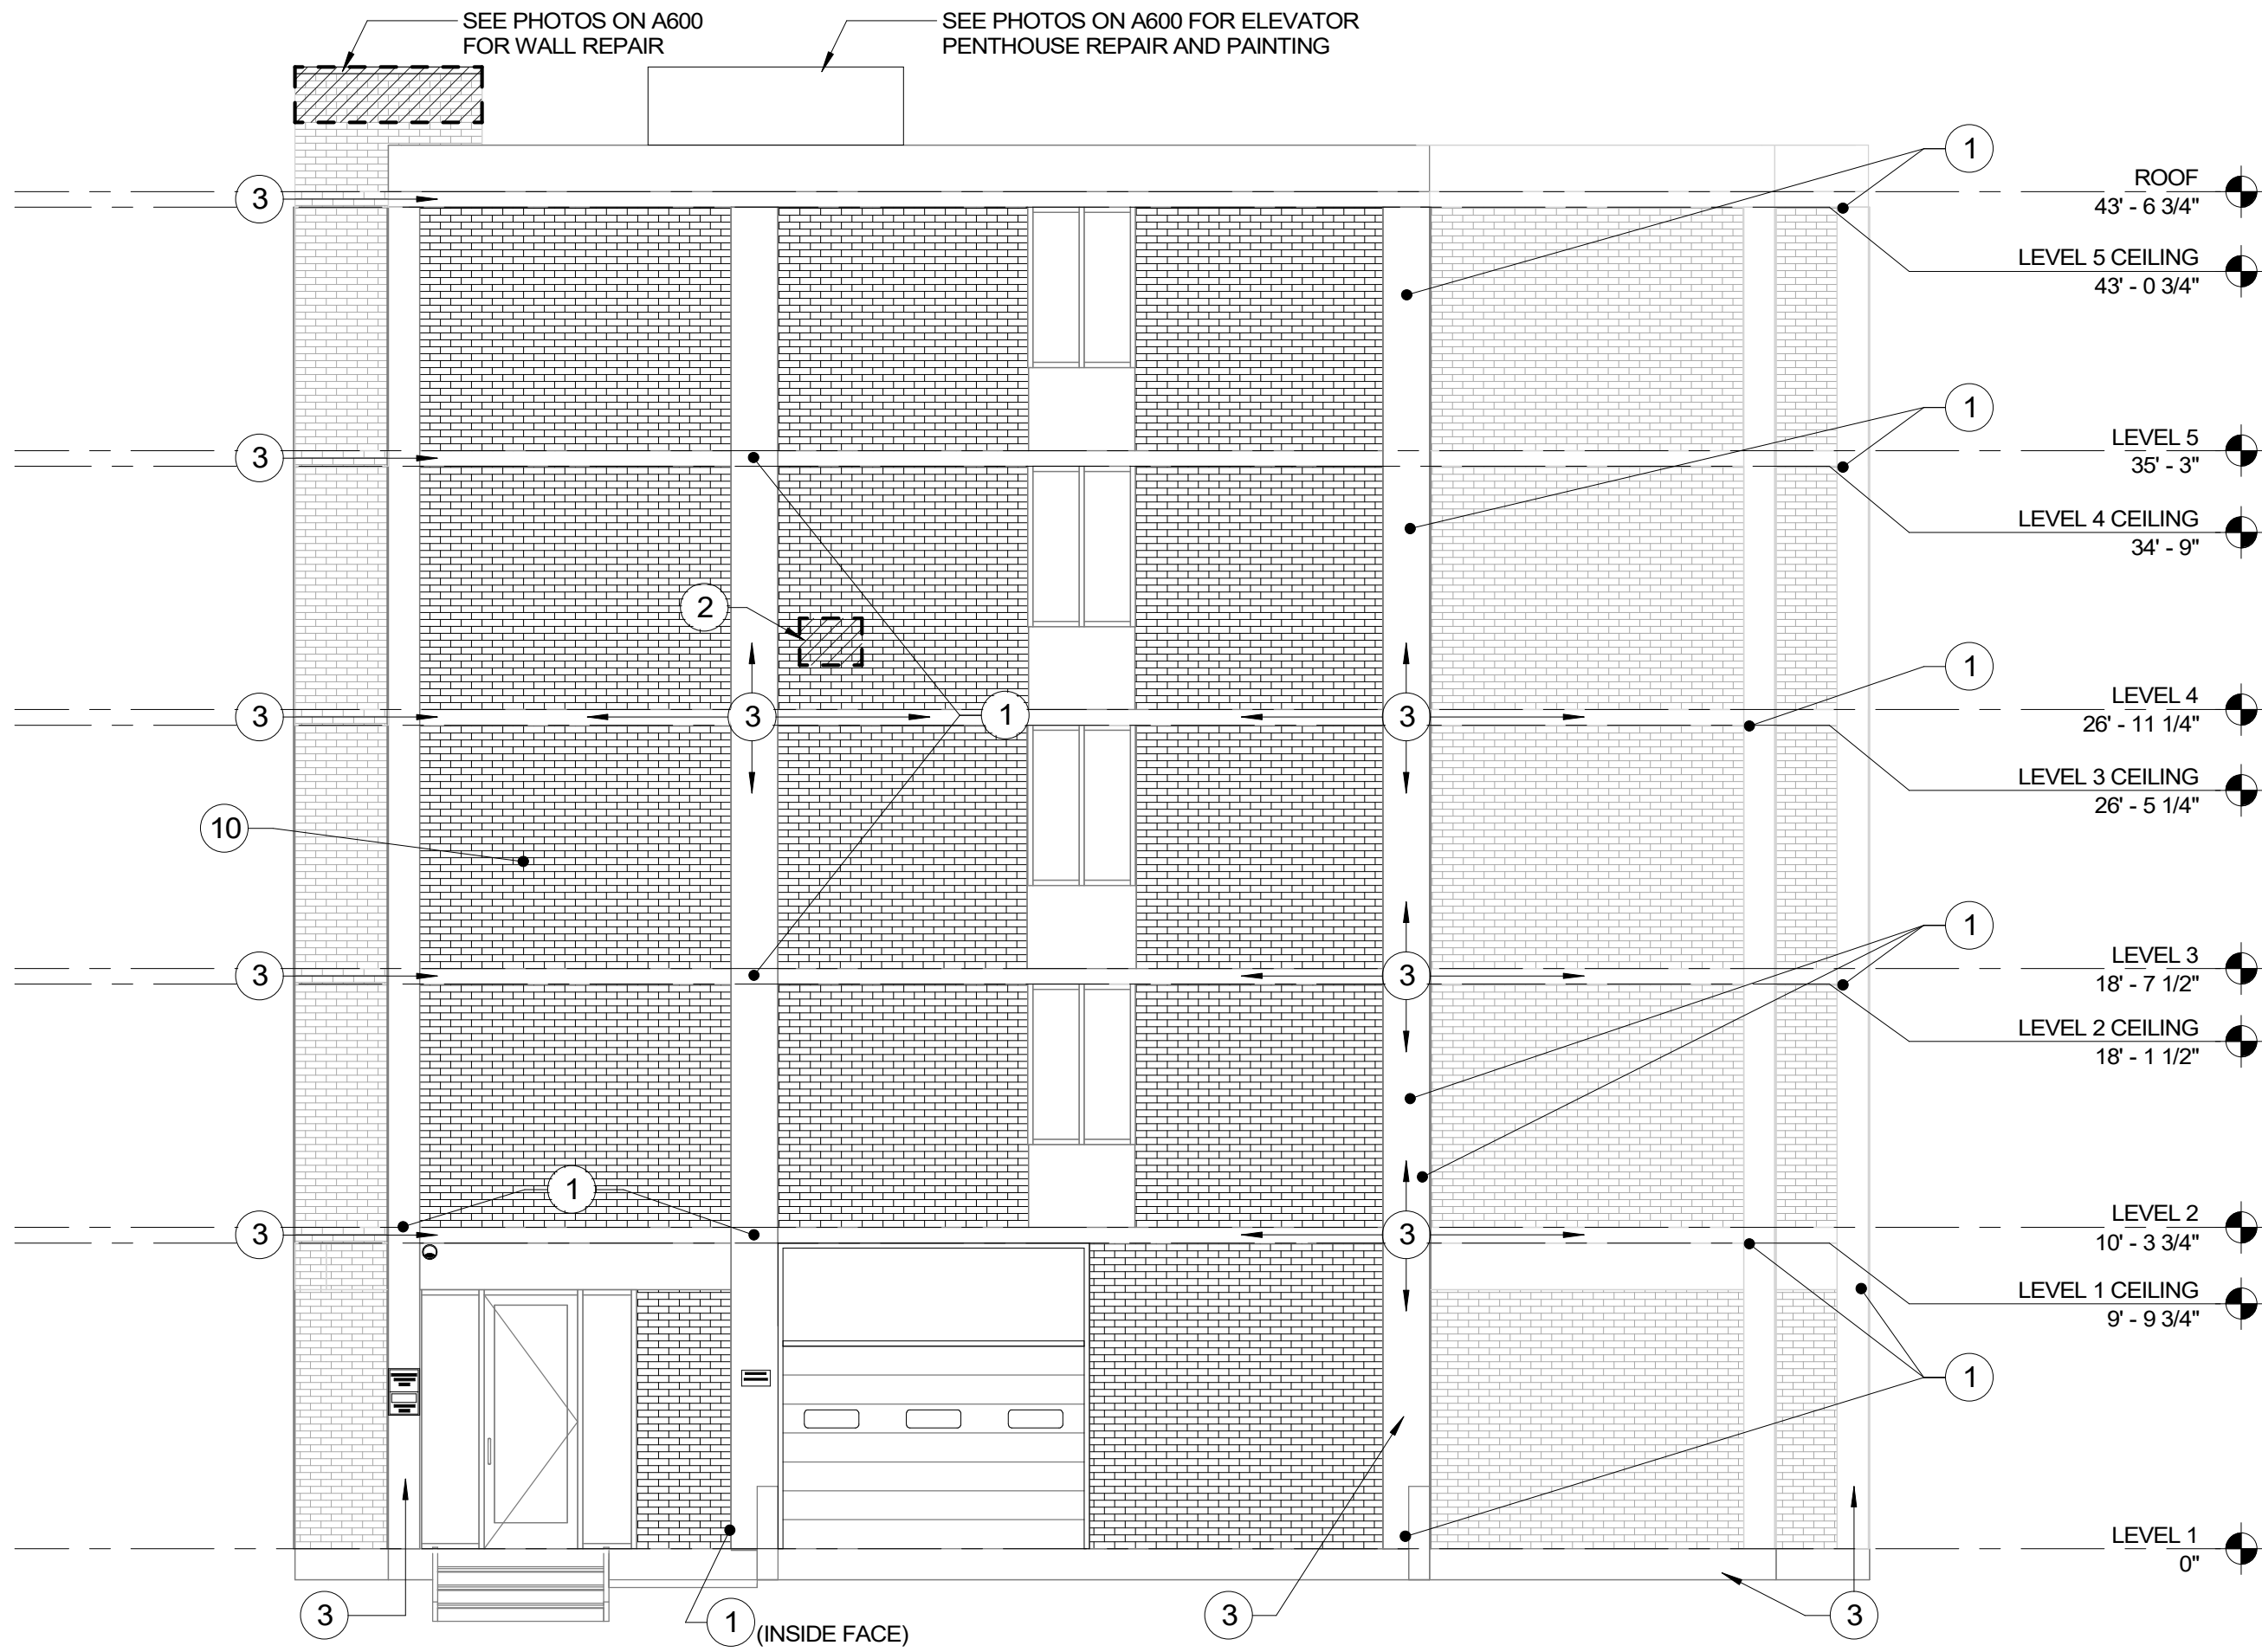 SEE PHOTOS ON A600
FOR WALL REPAIR
SEE PHOTOS ON A600 FOR ELEVATOR
PENTHOUSE REPAIR AND PAINTING
1
ROOF
43' - 6 3/4"
3
LEVEL 5 CEILING
43' - 0 3/4"
1
LEVEL 5
35' - 3"
3
LEVEL 4 CEILING
34' - 9"
2
1
LEVEL 4
26' - 11 1/4"
3
3
1
3
LEVEL 3 CEILING
26' - 5 1/4"
10
1
LEVEL 3
18' - 7 1/2"
3
3
LEVEL 2 CEILING
18' - 1 1/2"
1
LEVEL 2
10' - 3 3/4"
3
3
LEVEL 1 CEILING
9' - 9 3/4"
1
LEVEL 1
0"
3
1 (INSIDE FACE)
3
3